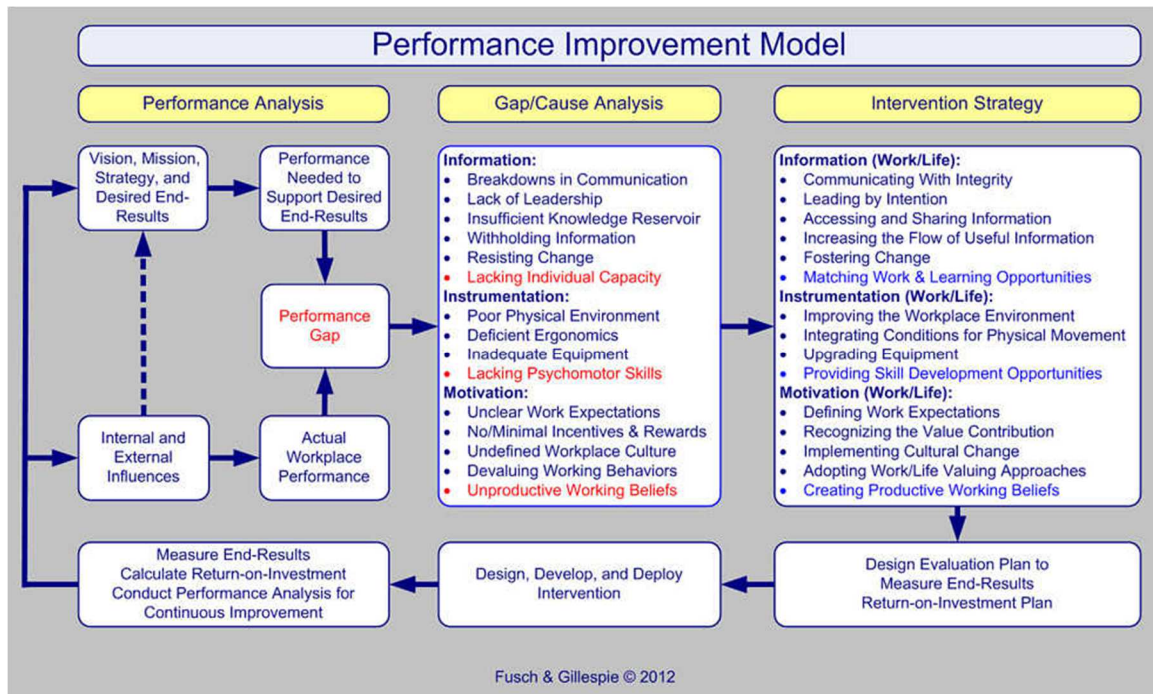 Performance Improvement Model
Performance Analysis
Gap/Cause Analysis
Intervention Strategy
Vision, Mission,
Strategy, and
Desired End-
Results
Performance
Needed to
Support Desired
End-Results
Performance
Gap
Internal and
External
Influences
Actual
Workplace
Performance
Information:
• Breakdowns in Communication
• Lack of Leadership
• Insufficient Knowledge Reservoir
• Withholding Information
• Resisting Change
• Lacking Individual Capacity
Instrumentation:
• Poor Physical Environment
• Deficient Ergonomics
• Inadequate Equipment
• Lacking Psychomotor Skills
Motivation:
• Unclear Work Expectations
• No/Minimal Incentives & Rewards
• Undefined Workplace Culture
• Devaluing Working Behaviors
• Unproductive Working Beliefs
Information (Work/Life):
• Communicating With Integrity
• Leading by Intention
• Accessing and Sharing Information
• Increasing the Flow of Useful Information
• Fostering Change
• Matching Work & Learning Opportunities
Instrumentation (Work/Life):
• Improving the Workplace Environment
• Integrating Conditions for Physical Movement
• Upgrading Equipment
• Providing Skill Development Opportunities
Motivation (Work/Life):
• Defining Work Expectations
• Recognizing the Value Contribution
• Implementing Cultural Change
• Adopting Work/Life Valuing Approaches
• Creating Productive Working Beliefs
Measure End-Results
Calculate Return-on-Investment
Conduct Performance Analysis for
Continuous Improvement
Design, Develop, and Deploy
Intervention
Design Evaluation Plan to
Measure End-Results
Return-on-Investment Plan
Fusch & Gillespie © 2012